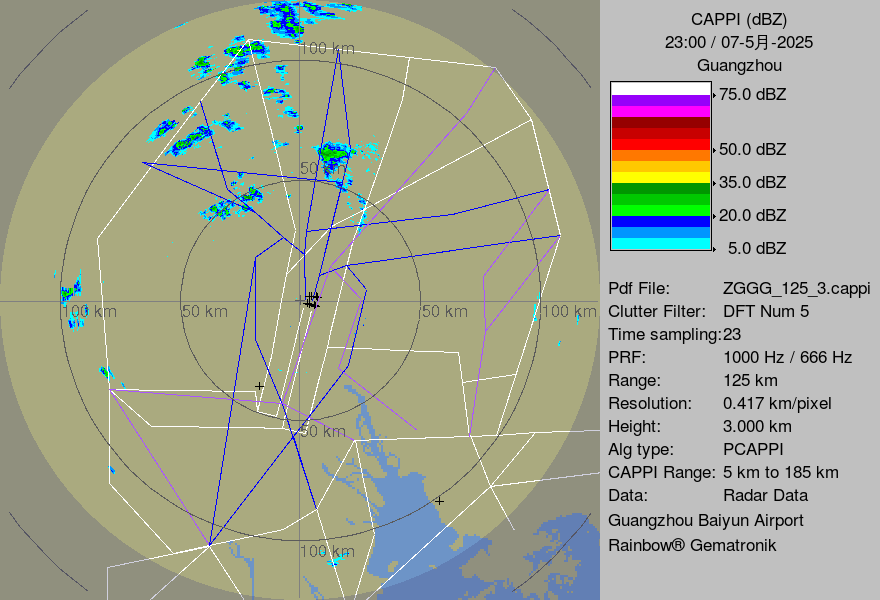 CAPPI (dBZ)
23:00 / 07-5月-2025
Guangzhou
75.0 dBZ
50.0 dBZ
35.0 dBZ
20.0 dBZ
5.0 dBZ
Pdf File: ZGGG_125_3.cappi
Clutter Filter: DFT Num 5
Time sampling:23
PRF: 1000 Hz / 666 Hz
Range: 125 km
Resolution: 0.417 km/pixel
Height: 3.000 km
Alg type: PCAPPI
CAPPI Range: 5 km to 185 km
Data: Radar Data
Guangzhou Baiyun Airport
Rainbow® Gematronik
100 km
50 km
100 km
50 km
50 km
100 km
50 km
100 km